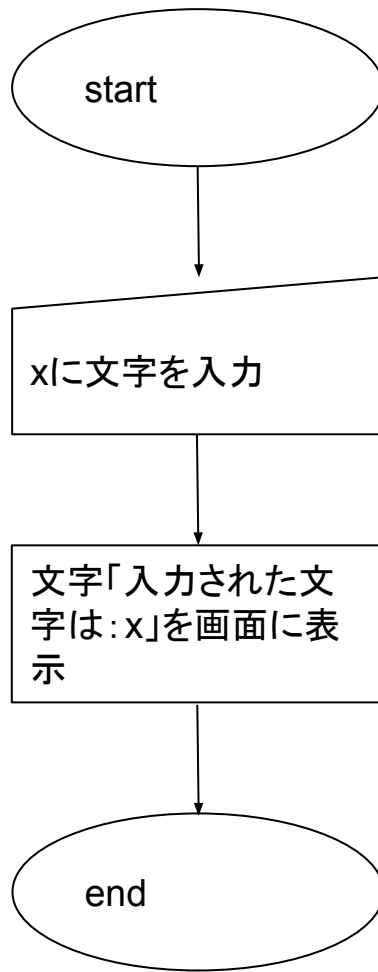 start
xに文字を入力
文字「入力された文
字は：x」を画面に表
示
end